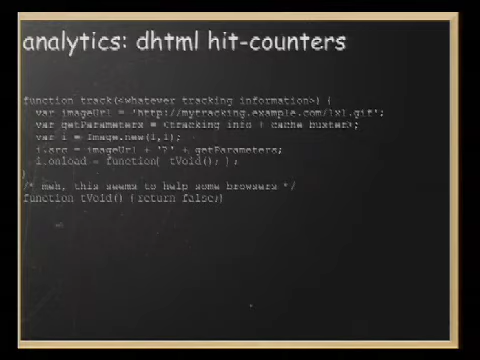 analytics: dhtml hit-counters
function track(<whatever tracking information>) {
var imageUrl = 'http://mytracking.example.com/1x1.gif';
var getParameters = <tracking info + cache buster>;
var i = Image.new(1,1);
i.src = imageUrl + '?' + getParameters;
i.onload = function() { tVoid(); };
}
/* meh, this seems to help some browsers */
function tVoid() {return false;}